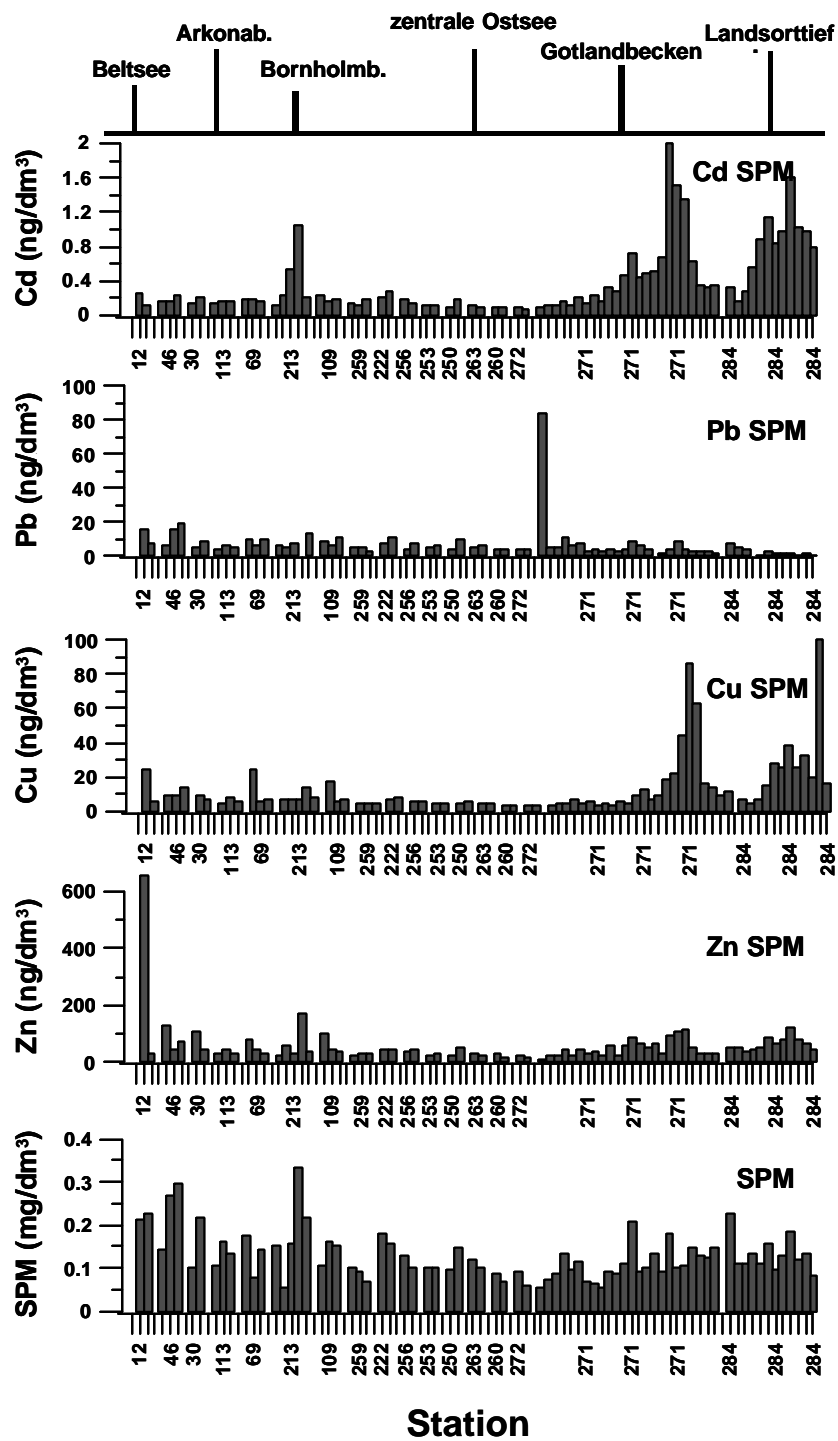 zentrale Ostsee
Arkonab. Landsorttief
Gotlandbecken
Beltsee Bornholmb.
Cd (ng/dm³)
2
1.6
1.2
0.8
0.4
0
Cd SPM
12 46 30 113 69 213 109 259 222 256 253 250 263 260 272 271 271 271 284 284 284
Pb (ng/dm³)
100
80
60
40
20
0
Pb SPM
12 46 30 113 69 213 109 259 222 256 253 250 263 260 272 271 271 271 284 284 284
Cu (ng/dm³)
100
80
60
40
20
0
Cu SPM
12 46 30 113 69 213 109 259 222 256 253 250 263 260 272 271 271 271 284 284 284
Zn (ng/dm³)
600
400
200
0
Zn SPM
12 46 30 113 69 213 109 259 222 256 253 250 263 260 272 271 271 271 284 284 284
SPM (mg/dm³)
0.4
0.3
0.2
0.1
0
SPM
12 46 30 113 69 213 109 259 222 256 253 250 263 260 272 271 271 271 284 284 284
Station